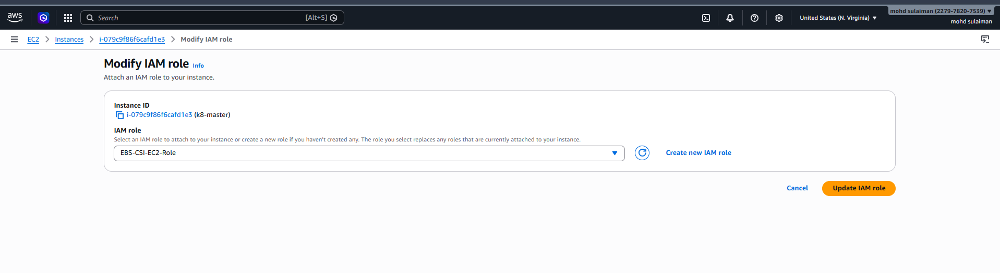 aws
Search
[Alt+S]
United States (N. Virginia)
mohd sulaiman (2279-7820-7539)
mohd sulaiman
EC2
Instances
i-079c9f86f6cafd1e3
Modify IAM role
Modify IAM role
Info
Attach an IAM role to your instance.
Instance ID
i-079c9f86f6cafd1e3 (k8-master)
IAM role
Select an IAM role to attach to your instance or create a new role if you haven't created any. The role you select replaces any roles that are currently attached to your instance.
EBS-CSI-EC2-Role
Create new IAM role
Cancel
Update IAM role